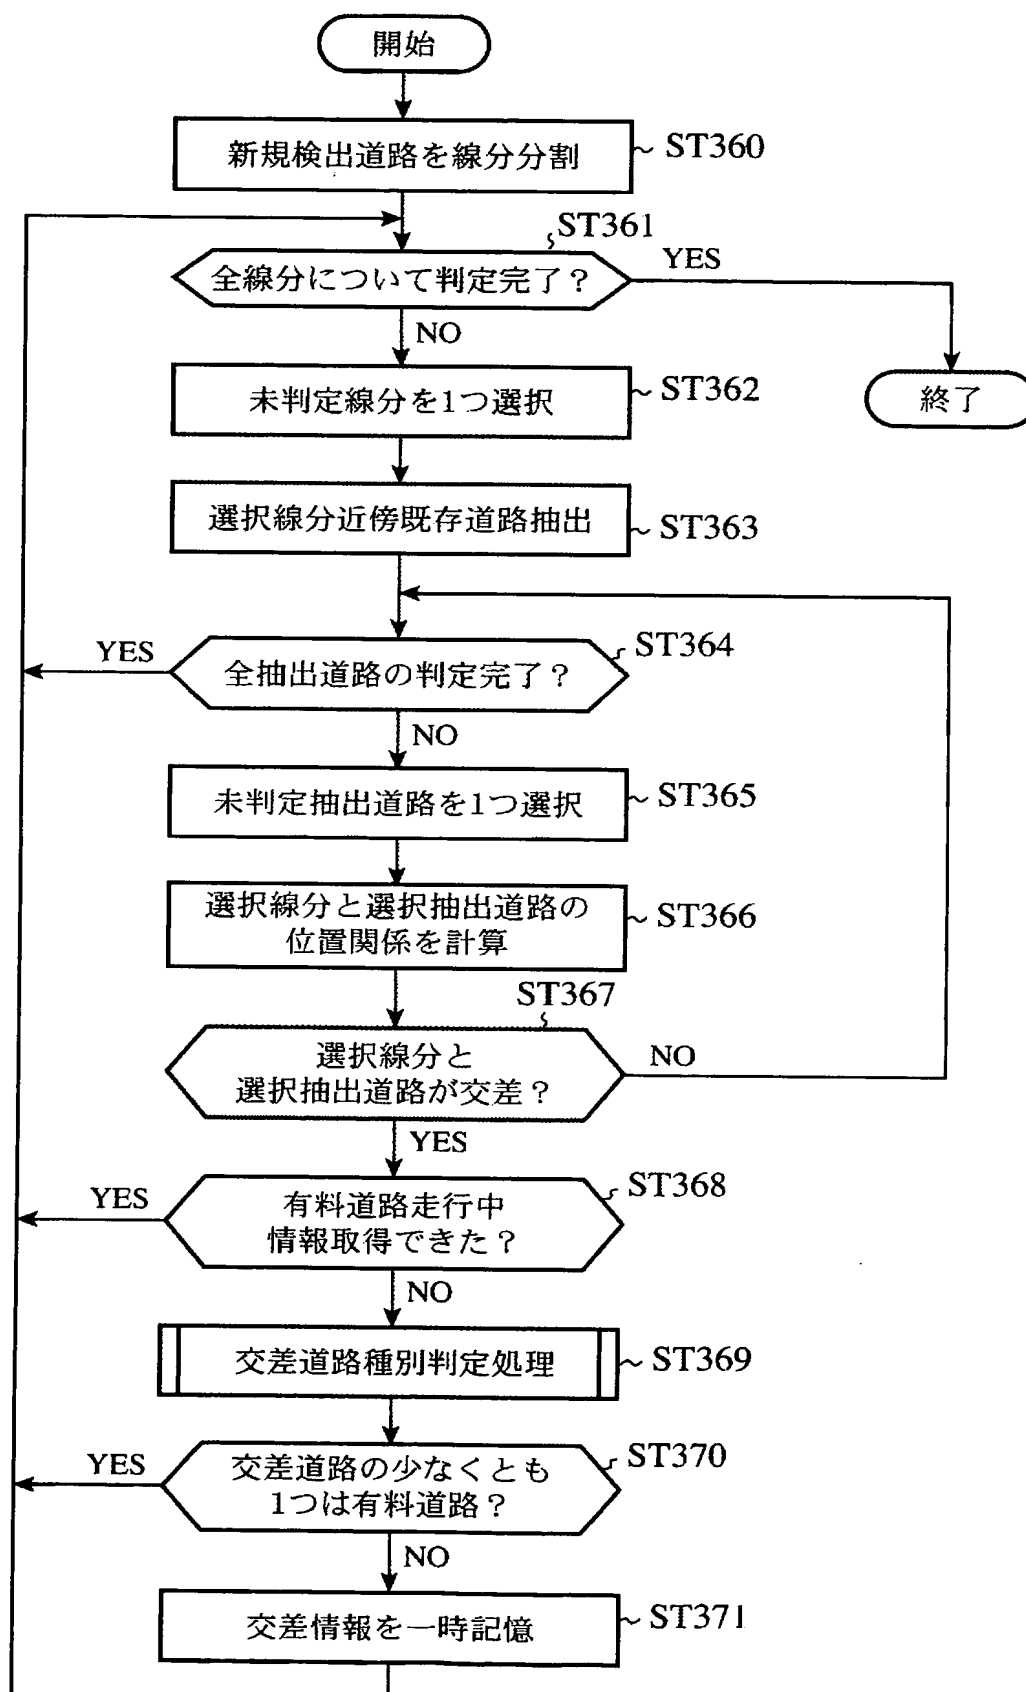 開始
新規検出道路を線分分割
ST360
ST361
全線分について判定完了?
YES
NO
未判定線分を1つ選択
ST362
終了
選択線分近傍既存道路抽出
ST363
ST364
YES
全抽出道路の判定完了?
NO
未判定抽出道路を1つ選択
ST365
選択線分と選択抽出道路の
位置関係を計算
ST366
ST367
選択線分と
選択抽出道路が交差?
NO
YES
ST368
YES
有料道路走行中
情報取得できた?
NO
交差道路種別判定処理
ST369
ST370
YES
交差道路の少なくとも
1つは有料道路?
NO
交差情報を一時記憶
ST371